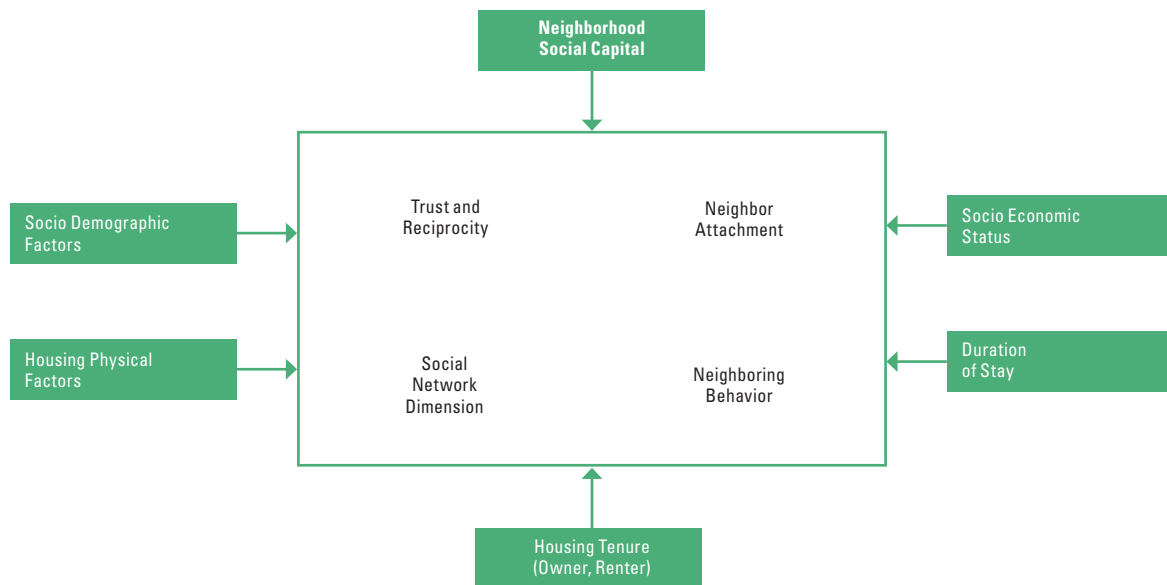 Neighborhood
Social Capital
Socio Demographic
Factors
Trust and
Reciprocity
Neighbor
Attachment
Socio Economic
Status
Housing Physical
Factors
Social
Network
Dimension
Neighboring
Behavior
Duration
of Stay
Housing Tenure
(Owner, Renter)